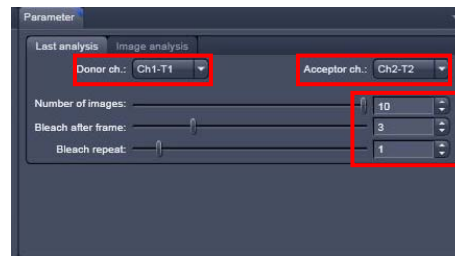 Parameter
Last analysis Image analysis
Donor ch.: Ch1-T1 Acceptor ch.: Ch2-T2
Number of images: 10
Bleach after frame: 3
Bleach repeat: 1